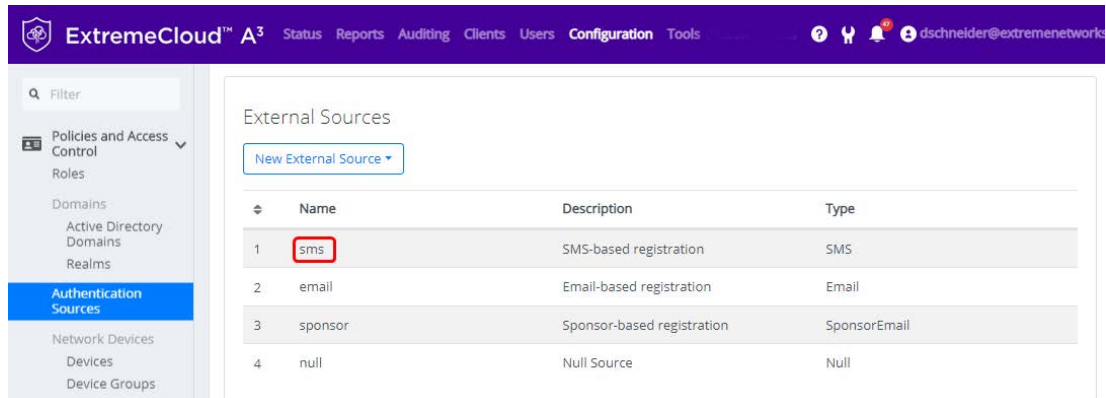 ExtremeCloud™ A³ Status Reports Auditing Clients Users Configuration Tools 47 dschneider@extremenetworks
Filter
Policies and Access
Control
Roles
Domains
Active Directory
Domains
Realms
Authentication
Sources
Network Devices
Devices
Device Groups
External Sources
New External Source
Name Description Type
1 sms SMS-based registration SMS
2 email Email-based registration Email
3 sponsor Sponsor-based registration SponsorEmail
4 null Null Source Null